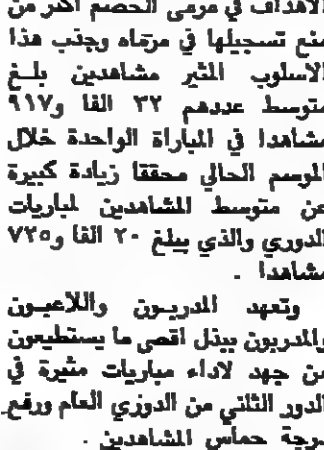 الاهداف في مرمى الخصم اكثر من
منع تسجيلها في مرماه وجذب هذا
الاسلوب المثير مشاهدين بلغ
متوسط عددهم ٣٢ الفا و٩١٧
مشاهدا في المباراة الواحدة خلال
الموسم الحالي محققا زيادة كبيرة
عن متوسط المشاهدين لمباريات
الدوري والذي يبلغ ٢٠ الفا و٧٢٥
مشاهدا .
وتعهد المدربون واللاعبون
والمدربون ببذل اقصى ما يستطيعون
من جهد لاداء مباريات مثيرة في
الدور الثاني من الدوري العام ورفع
درجة حماس المشاهدين .